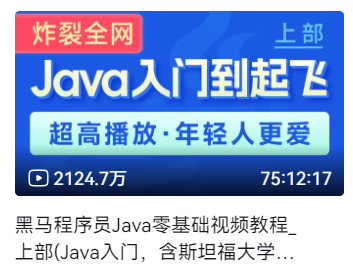 炸裂全网
上部
Java入门到起飞
超高播放·年轻人更爱
2124.7万
75:12:17
黑马程序员Java零基础视频教程_
上部(Java入门，含斯坦福大学...